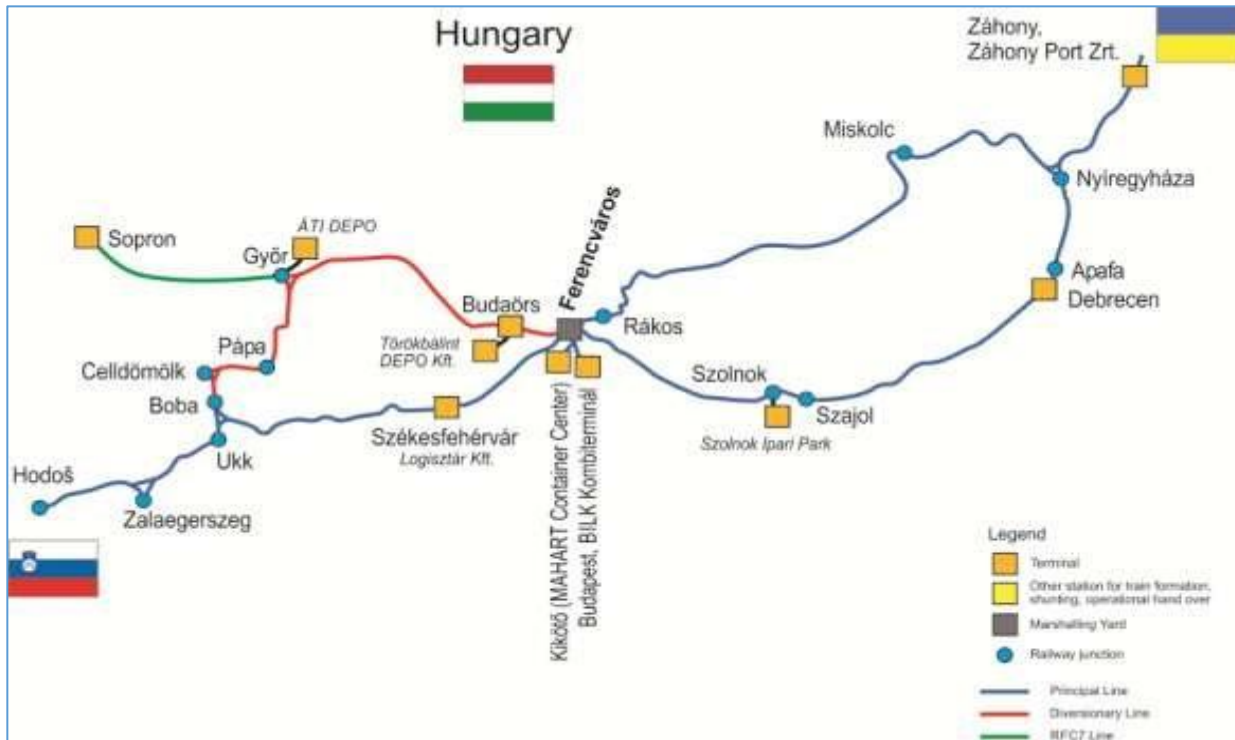 Hungary
Záhony,
Záhony Port Zrt.
Miskolc
Nyíregyháza
Ferencváros
ÁTI DEPO
Sopron
Győr
Apafa
Debrecen
Budaörs
Rákos
Törökbálint
DEPO Kft.
Pápa
Celldömölk
Szolnok
Boba
Szajol
Székesfehérvár
Logisztár Kft.
Szolnok Ipari Park
Ukk
Hodoš
Zalaegerszeg
Kikötő (MAHART Container Center)
Budapest, BILK Kombiterminál
Legend
Terminal
Other station for train formation,
shunting, operational hand over
Marshalling Yard
Railway junction
Principal Line
Diversionary Line
RFC7 Line